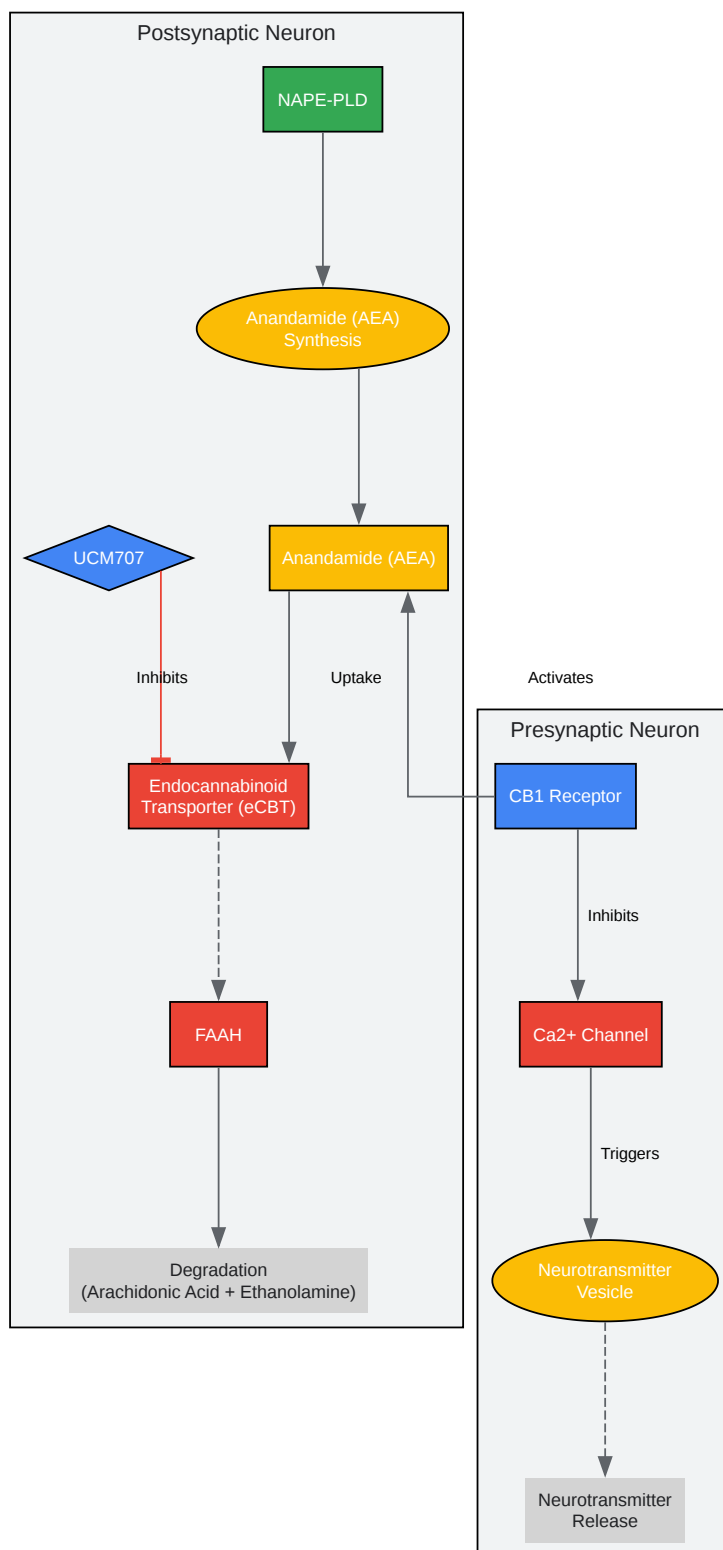 Postsynaptic Neuron
NAPE-PLD
Anandamide (AEA)
Synthesis
UCM707
Anandamide (AEA)
Inhibits
Uptake
Activates
Presynaptic Neuron
Endocannabinoid
Transporter (eCBT)
CB1 Receptor
Inhibits
FAAH
Ca2+ Channel
Triggers
Degradation
(Arachidonic Acid + Ethanolamine)
Neurotransmitter
Vesicle
Neurotransmitter
Release